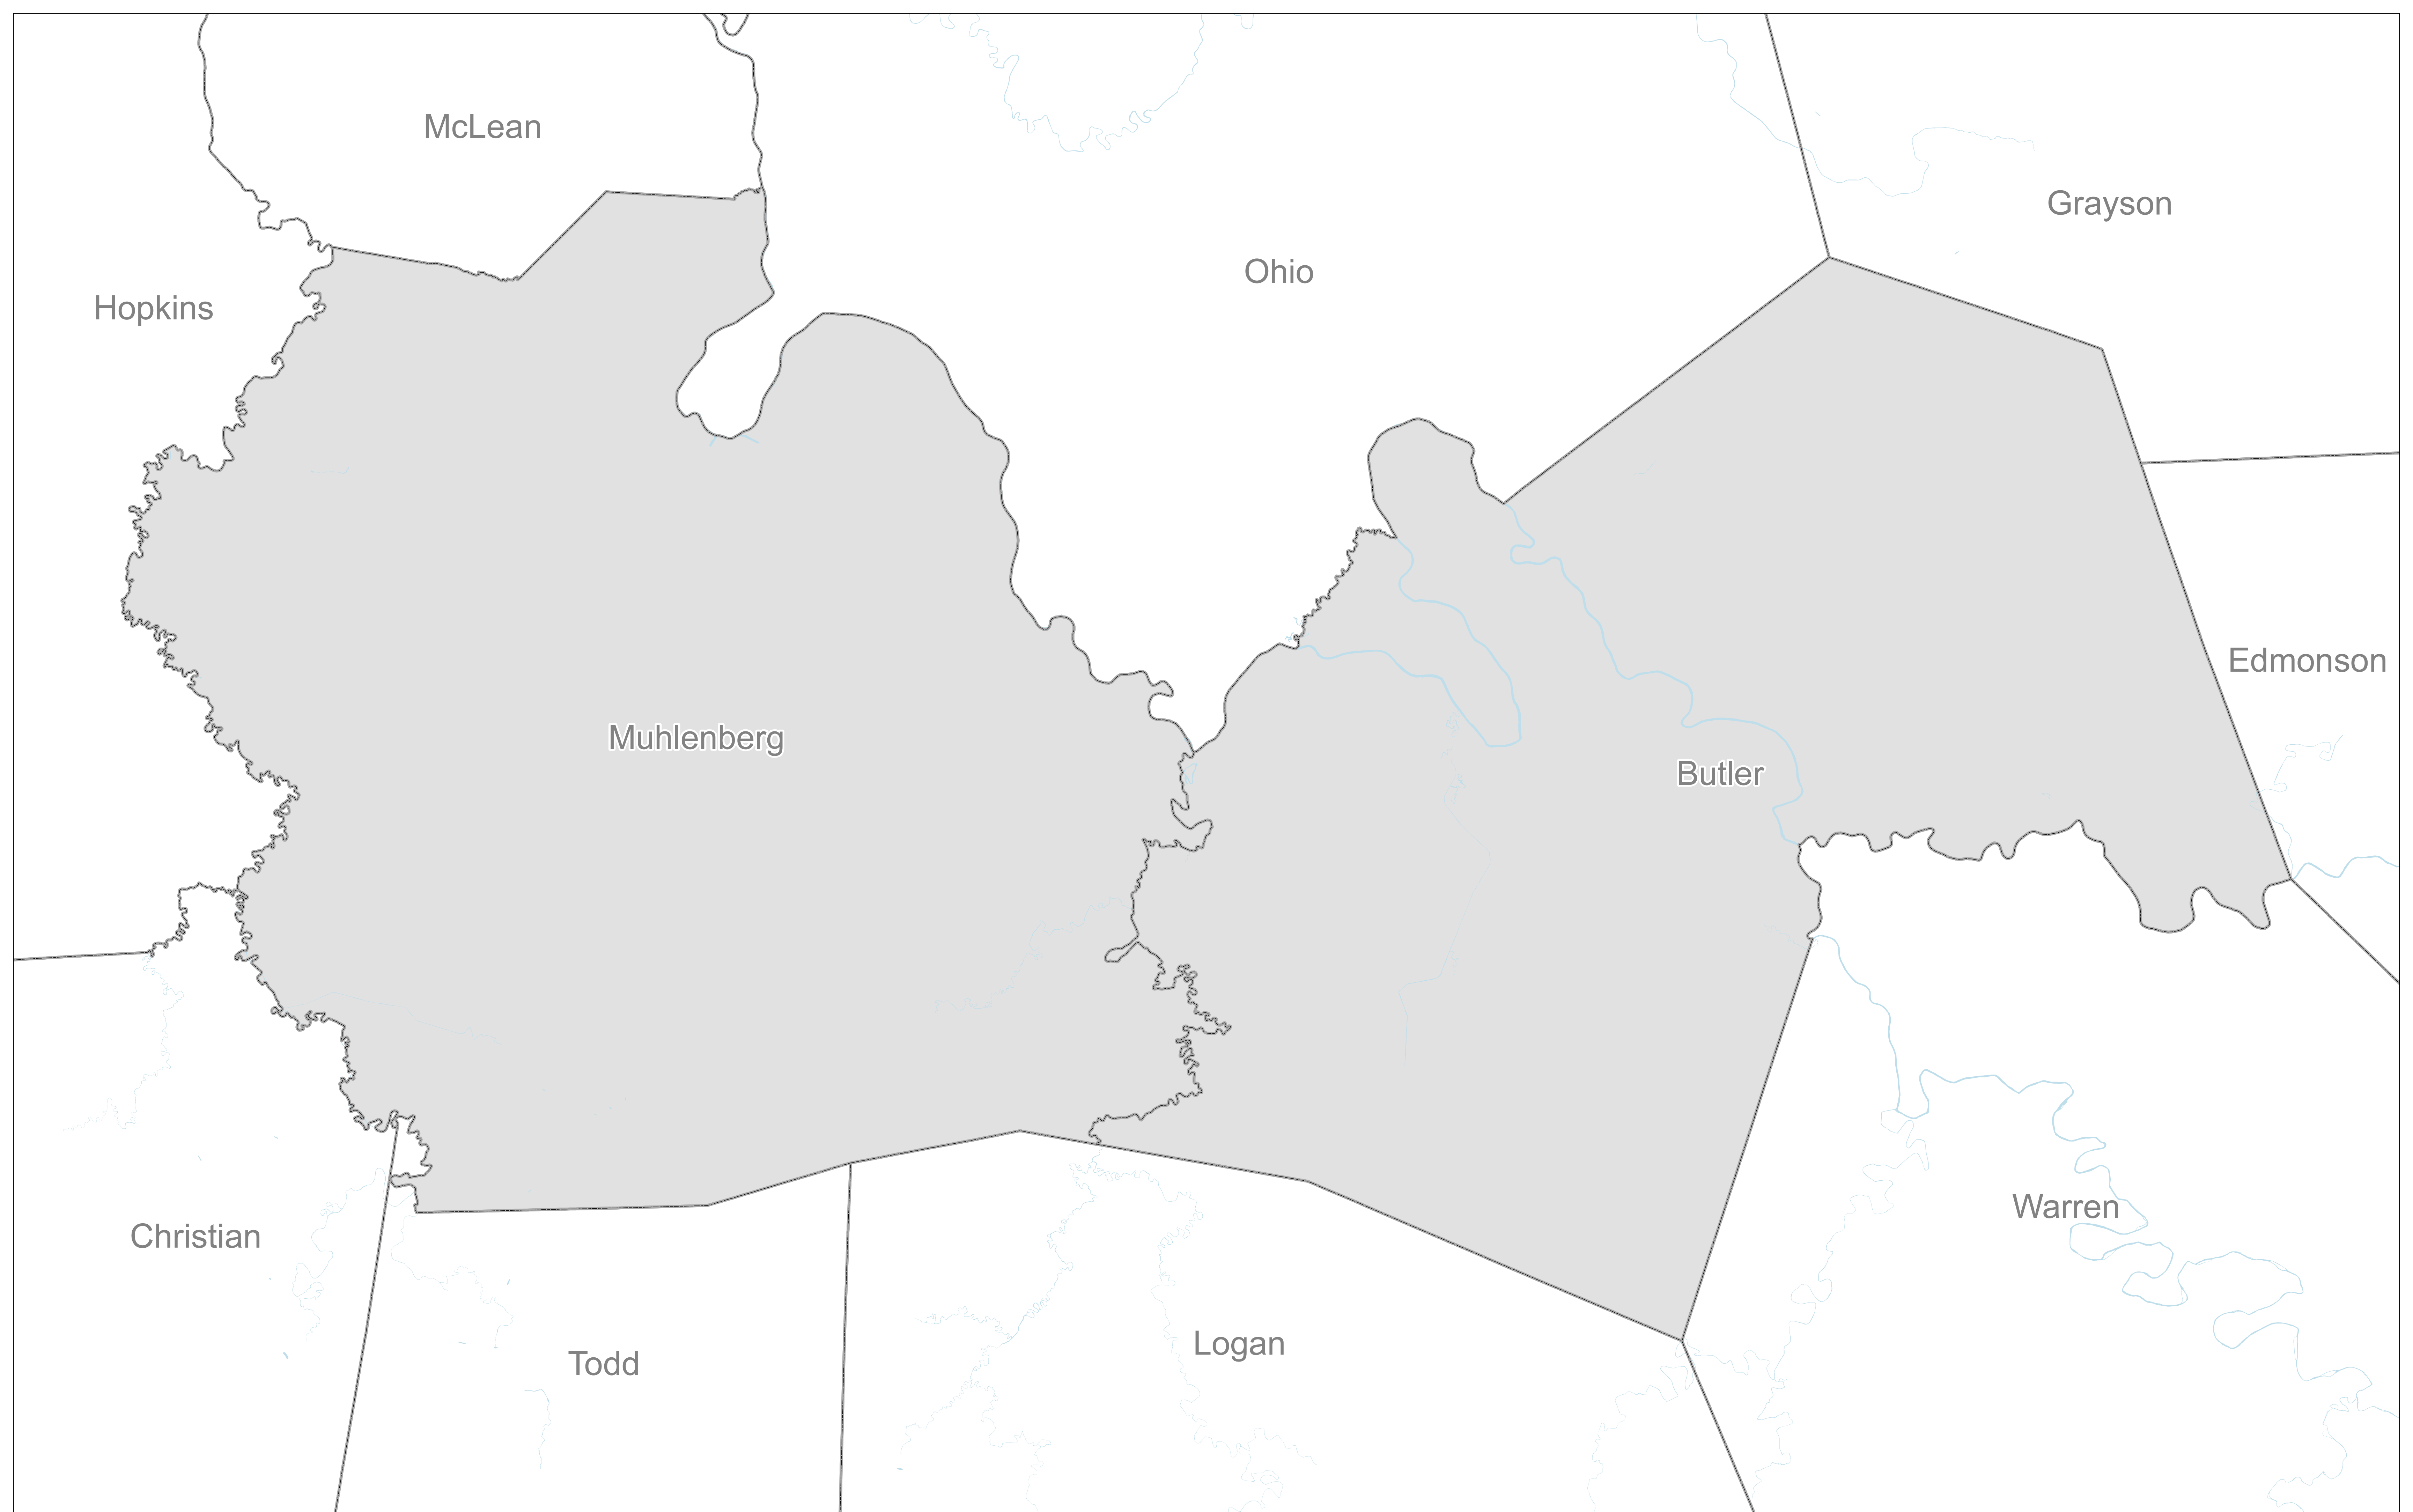 McLean
Grayson
Ohio
Hopkins
Edmonson
Muhlenberg
Butler
Warren
Christian
Logan
Todd